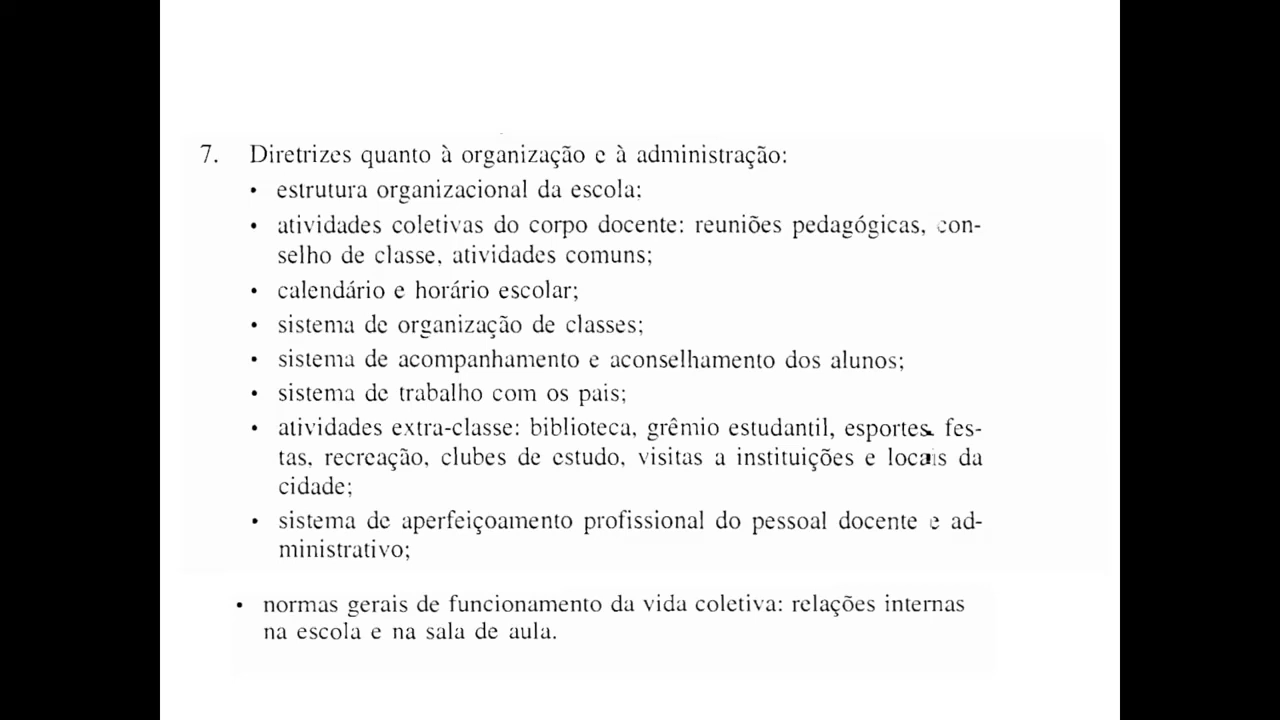 7. Diretrizes quanto à organização e à administração:
• estrutura organizacional da escola;
• atividades coletivas do corpo docente: reuniões pedagógicas, con-
selho de classe, atividades comuns;
• calendário e horário escolar;
• sistema de organização de classes;
• sistema de acompanhamento e aconselhamento dos alunos;
• sistema de trabalho com os pais;
• atividades extra-classe: biblioteca, grêmio estudantil, esportes, fes-
tas, recreação, clubes de estudo, visitas a instituições e locais da
cidade;
• sistema de aperfeiçoamento profissional do pessoal docente e ad-
ministrativo;
• normas gerais de funcionamento da vida coletiva: relações internas
na escola e na sala de aula.